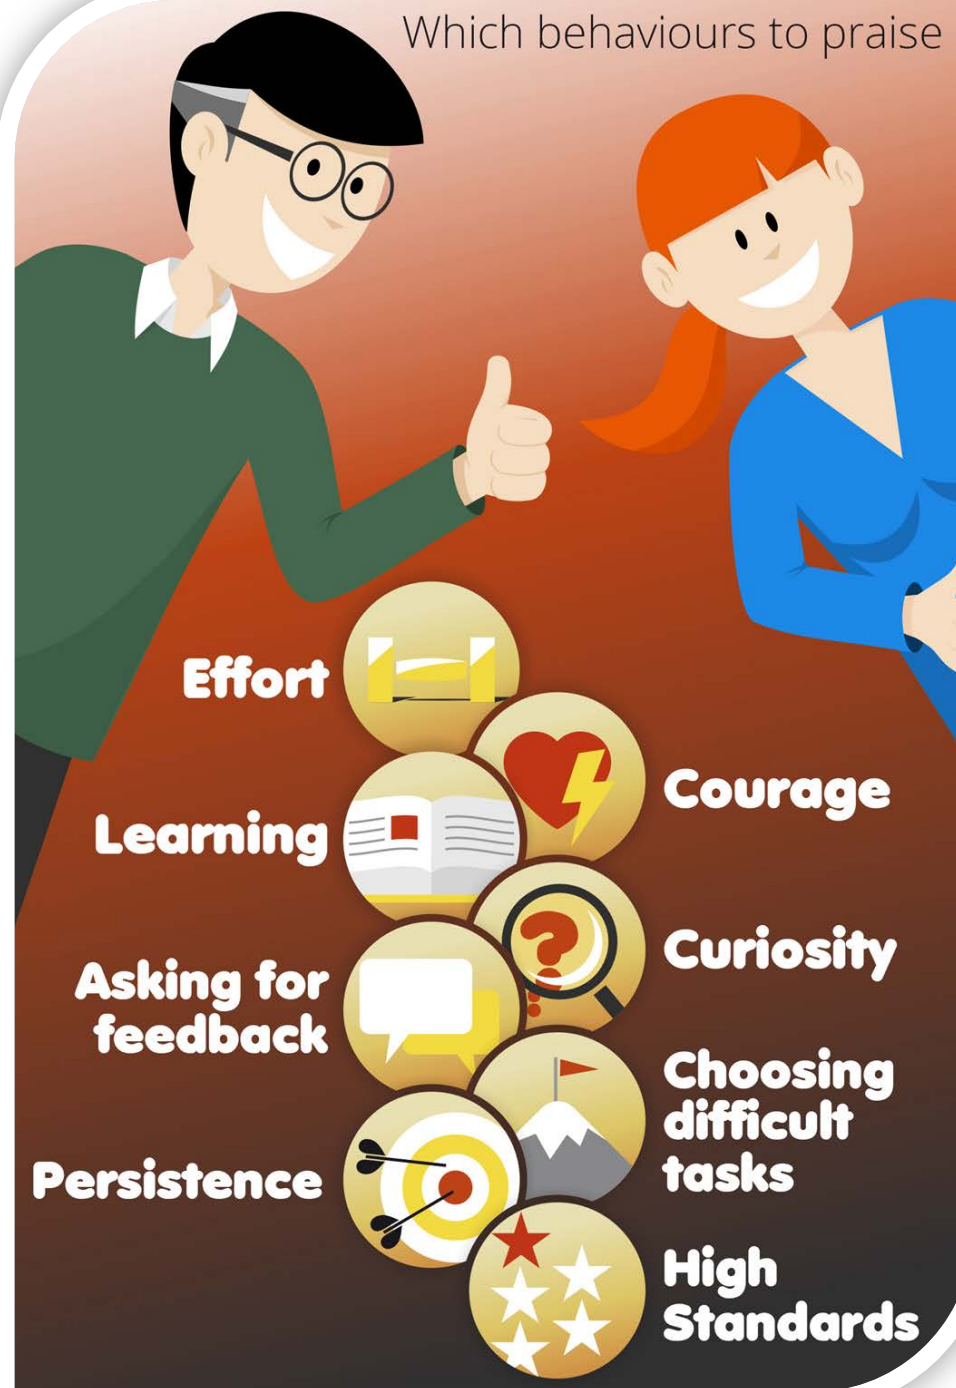 Which behaviours to praise
Effort
Courage
Learning
Curiosity
Asking for
feedback
Choosing
difficult
tasks
Persistence
High
Standards